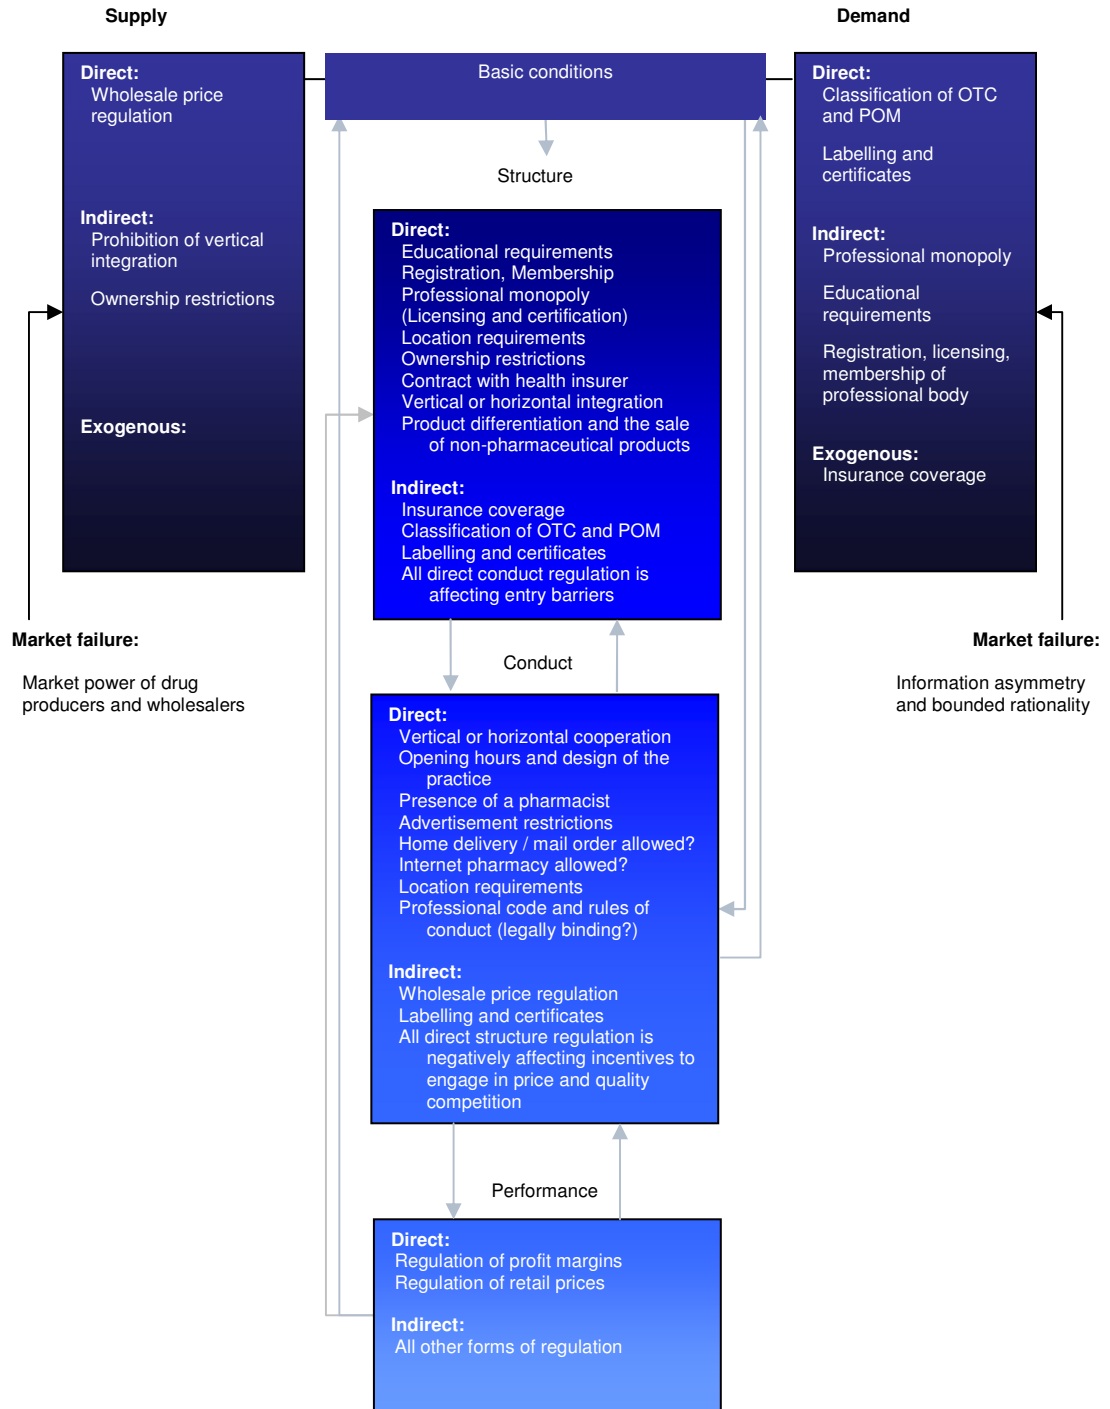 Supply
Demand
Direct:
Wholesale price
regulation
Indirect:
Prohibition of vertical
integration
Ownership restrictions
Exogenous:
Market failure:
Market power of drug
producers and wholesalers
Basic conditions
Structure
Direct:
Educational requirements
Registration, Membership
Professional monopoly
(Licensing and certification)
Location requirements
Ownership restrictions
Contract with health insurer
Vertical or horizontal integration
Product differentiation and the sale
of non-pharmaceutical products
Indirect:
Insurance coverage
Classification of OTC and POM
Labelling and certificates
All direct conduct regulation is
affecting entry barriers
Conduct
Direct:
Vertical or horizontal cooperation
Opening hours and design of the
practice
Presence of a pharmacist
Advertisement restrictions
Home delivery / mail order allowed?
Internet pharmacy allowed?
Location requirements
Professional code and rules of
conduct (legally binding?)
Indirect:
Wholesale price regulation
Labelling and certificates
All direct structure regulation is
negatively affecting incentives to
engage in price and quality
competition
Performance
Direct:
Regulation of profit margins
Regulation of retail prices
Indirect:
All other forms of regulation
Direct:
Classification of OTC
and POM
Labelling and
certificates
Indirect:
Professional monopoly
Educational
requirements
Registration, licensing,
membership of
professional body
Exogenous:
Insurance coverage
Market failure:
Information asymmetry
and bounded rationality